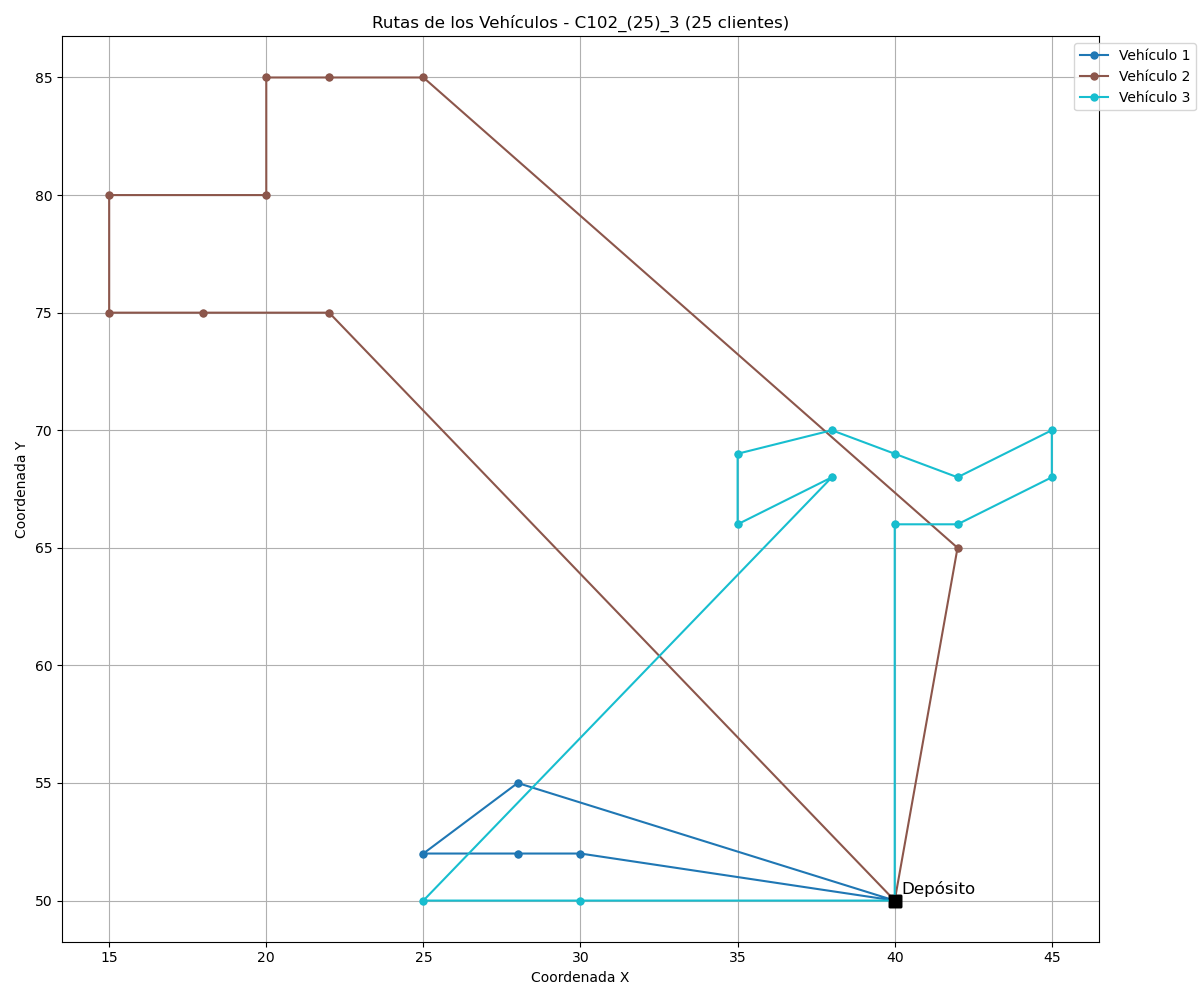 Rutas de los Vehículos - C102_(25)_3 (25 clientes)
Vehículo 1
Vehículo 2
Vehículo 3
85
80
75
70
65
60
55
50
Coordenada Y
Depósito
15 20 25 30 35 40 45
Coordenada X